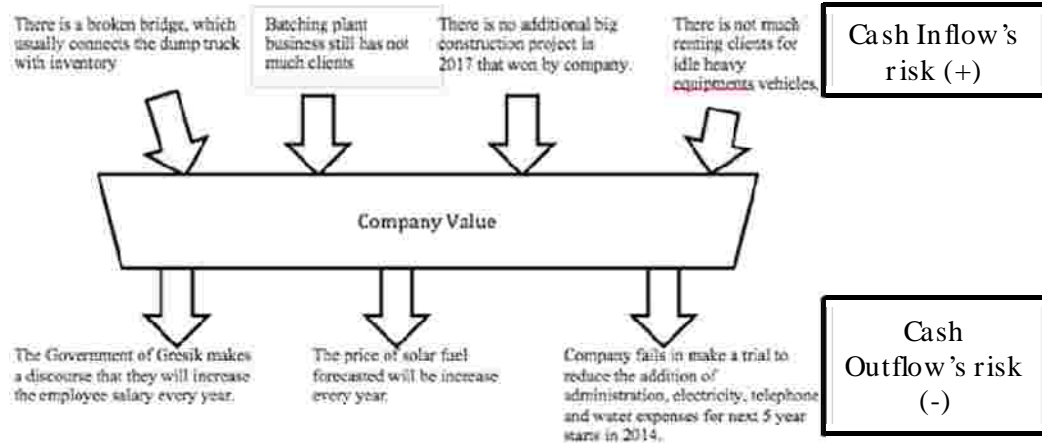 There is a broken bridge, which
usually connects the dump truck
with inventory
Batching plant
business still has not
much clients
There is no additional big
construction project in
2017 that won by company.
There is not much
renting clients for
idle heavy
equipments vehicles.
Cash Inflow's
risk (+)
Company Value
The Government of Gresik makes
a discourse that they will increase
the employee salary every year.
The price of solar fuel
forecasted will be increase
every year.
Company fails in make a trial to
reduce the addition of
administration, electricity, telephone
and water expenses for next 5 year
starts in 2014.
Cash
Outflow's risk
(-)